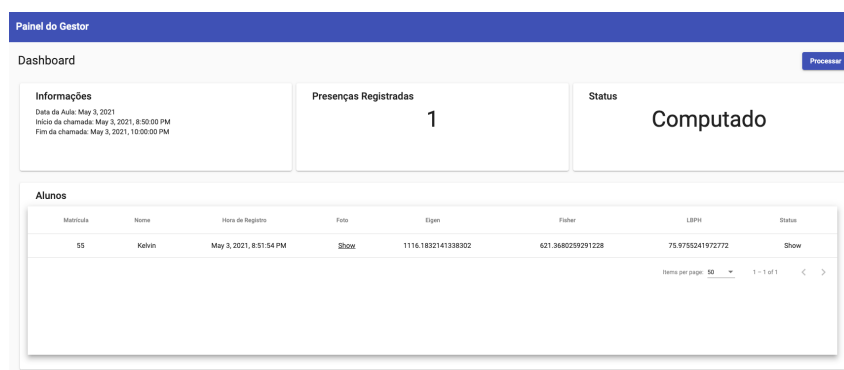 Painel do Gestor
Dashboard
Processar
Informações
Data da Aula: May 3, 2021
Início da chamada: May 3, 2021, 8:50:00 PM
Fim da chamada: May 3, 2021, 10:00:00 PM
Presenças Registradas
1
Status
Computado
Alunos
Matrícula Nome Hora de Registro Foto Eigen Fisher LBPH Status
55 Kelvin May 3, 2021, 8:51:54 PM Show 1116.1832141338302 621.3680259291228 75.9755241972772 Show
Items per page: 50 1 – 1 of 1